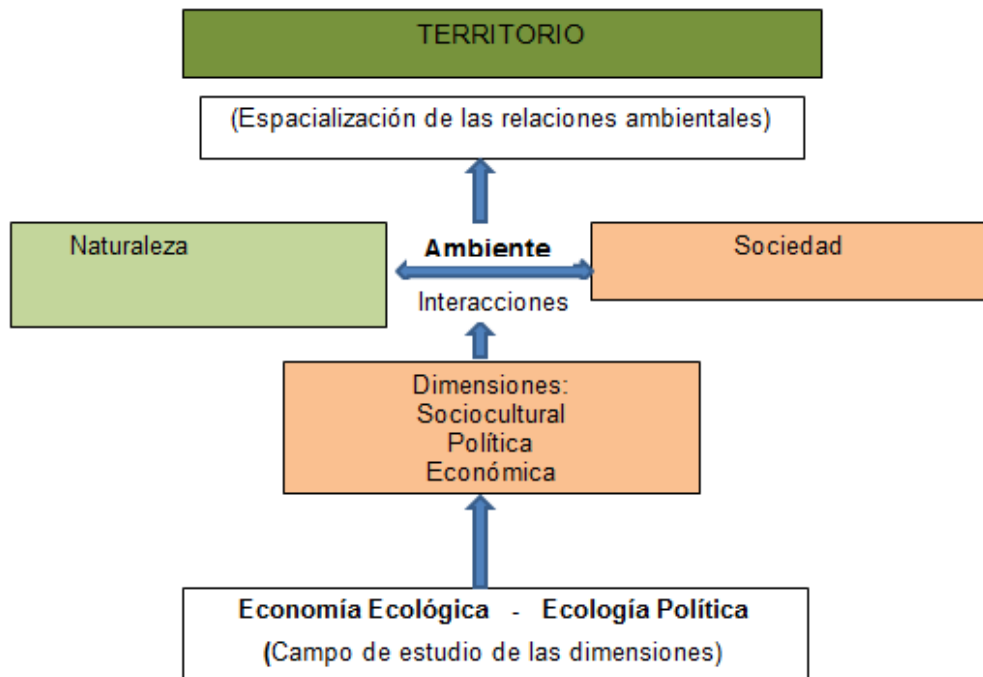 TERRITORIO
(Espacialización de las relaciones ambientales)
Naturaleza
Ambiente
Sociedad
Interacciones
Dimensiones:
Sociocultural
Política
Económica
Economía Ecológica - Ecología Política
(Campo de estudio de las dimensiones)